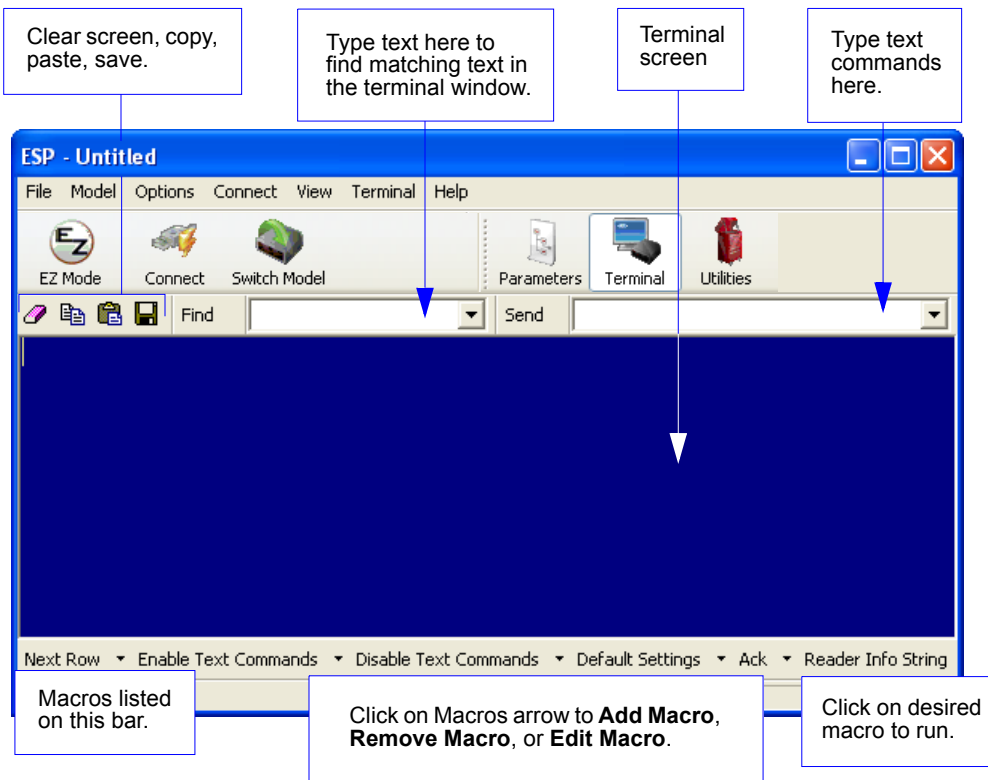 Clear screen, copy,
paste, save.
Type text here to
find matching text in
the terminal window.
Terminal
screen
Type text
commands
here.
ESP - Untitled
File Model Options Connect View Terminal Help
EZ
EZ Mode Connect Switch Model Parameters Terminal Utilities
Find Send
Next Row Enable Text Commands Disable Text Commands Default Settings Ack Reader Info String
Macros listed
on this bar.
Click on Macros arrow to Add Macro,
Remove Macro, or Edit Macro.
Click on desired
macro to run.